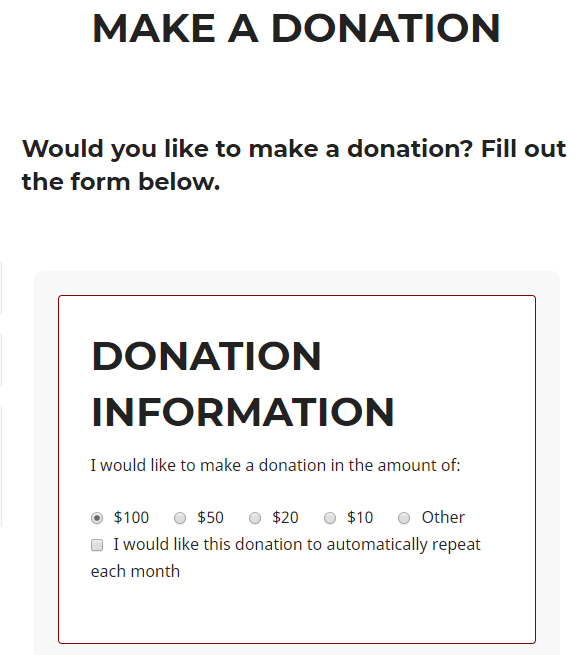 MAKE A DONATION
Would you like to make a donation? Fill out
the form below.
DONATION
INFORMATION
I would like to make a donation in the amount of:
$100 $50 $20 $10 Other
I would like this donation to automatically repeat
each month